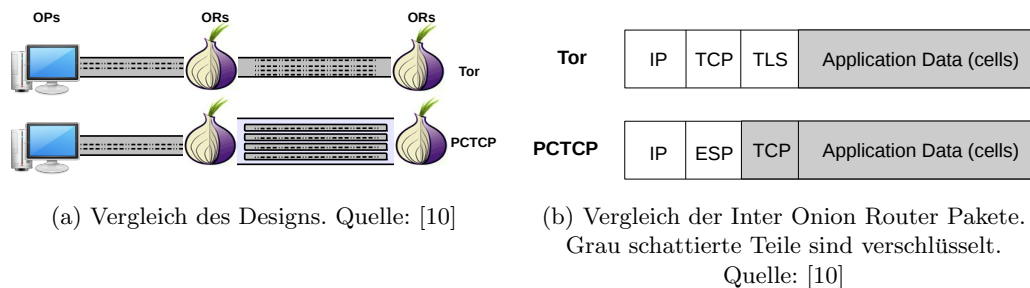 OPs ORs ORs
Tor
PCTCP
(a) Vergleich des Designs. Quelle: [10]
Tor IP TCP TLS Application Data (cells)
PCTCP IP ESP TCP Application Data (cells)
(b) Vergleich der Inter Onion Router Pakete.
Grau schattierte Teile sind verschlüsselt.
Quelle: [10]